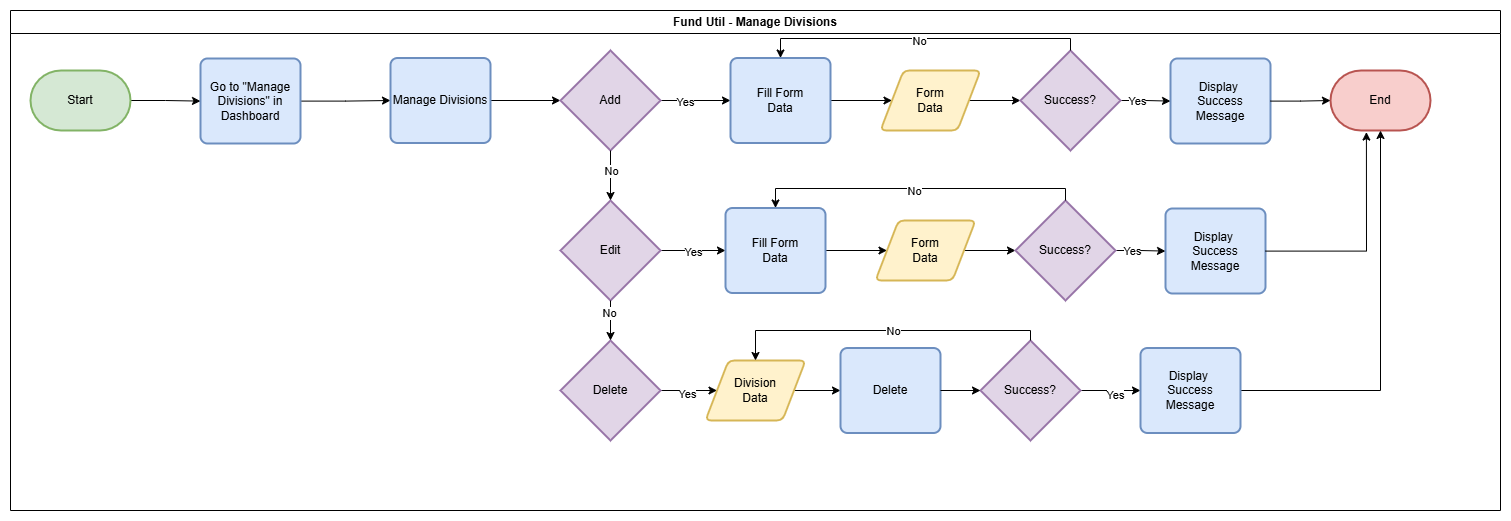 Fund Util - Manage Divisions
No
Start
Go to "Manage
Divisions" in
Dashboard
Manage Divisions
Add
Yes
Fill Form
Data
Form
Data
Success?
Yes
Display
Success
Message
End
No
No
Edit
Yes
Fill Form
Data
Form
Data
Success?
Yes
Display
Success
Message
No
No
Delete
Yes
Division
Data
Delete
Success?
Yes
Display
Success
Message